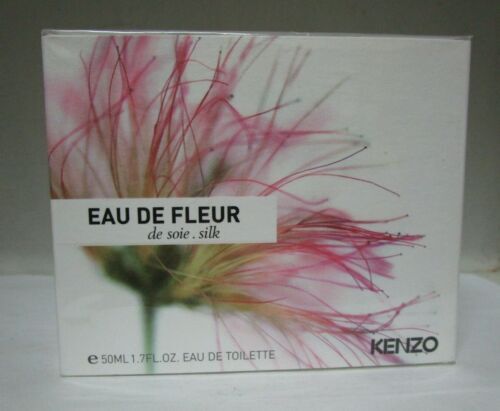 EAU DE FLEUR
de soie . silk
e 50ML 1.7FL.OZ. EAU DE TOILETTE
KENZO